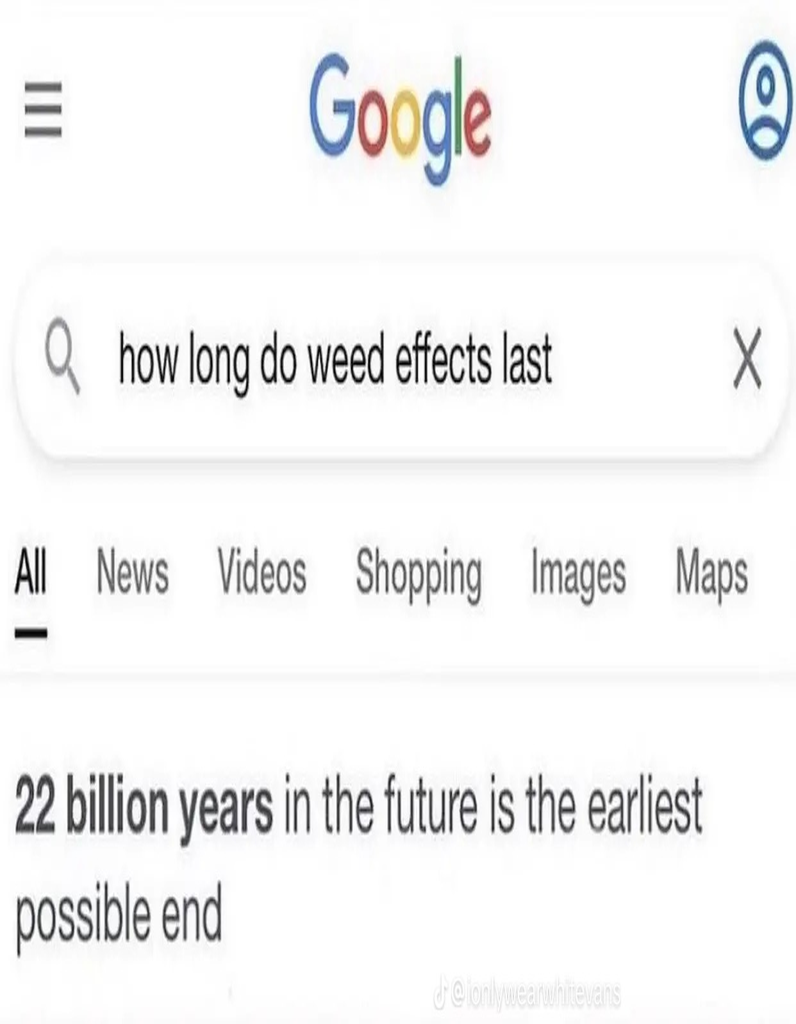 Google
how long do weed effects last
All News Videos Shopping Images Maps
22 billion years in the future is the earliest
possible end
@ionlywearwhitevans